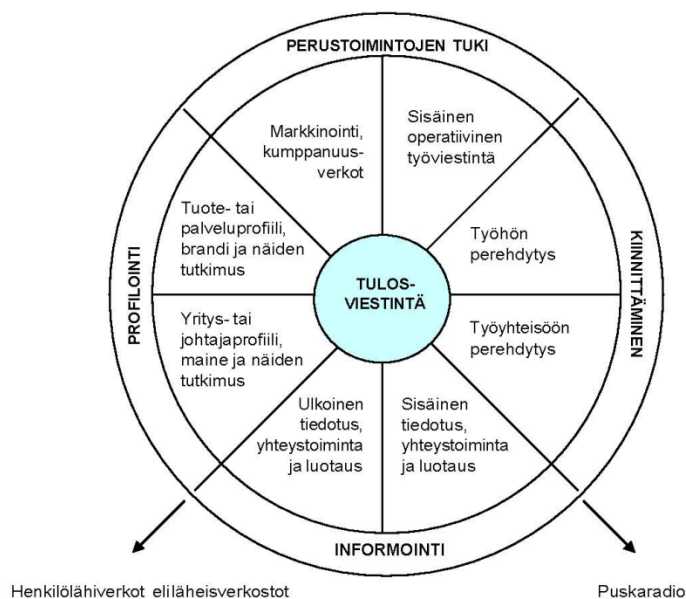 PERUSTOIMINTOJEN TUKI
Markkinointi,
kumppanuus-
verkot
Sisäinen
operatiivinen
työviestintä
Tuote- tai
palveluprofiili,
brandi ja näiden
tutkimus
Työhön
perehdytys
PROFILOINTI
TULOS-
VIESTINTÄ
KIINNITTÄMINEN
Yritys- tai
johtajaprofiili,
maine ja näiden
tutkimus
Työyhteisöön
perehdytys
Ulkoinen
tiedotus,
yhteystoiminta
ja luotaus
Sisäinen
tiedotus,
yhteystoiminta
ja luotaus
INFORMOINTI
Henkilölähiverkot eli läheisverkostot
Puskaradio